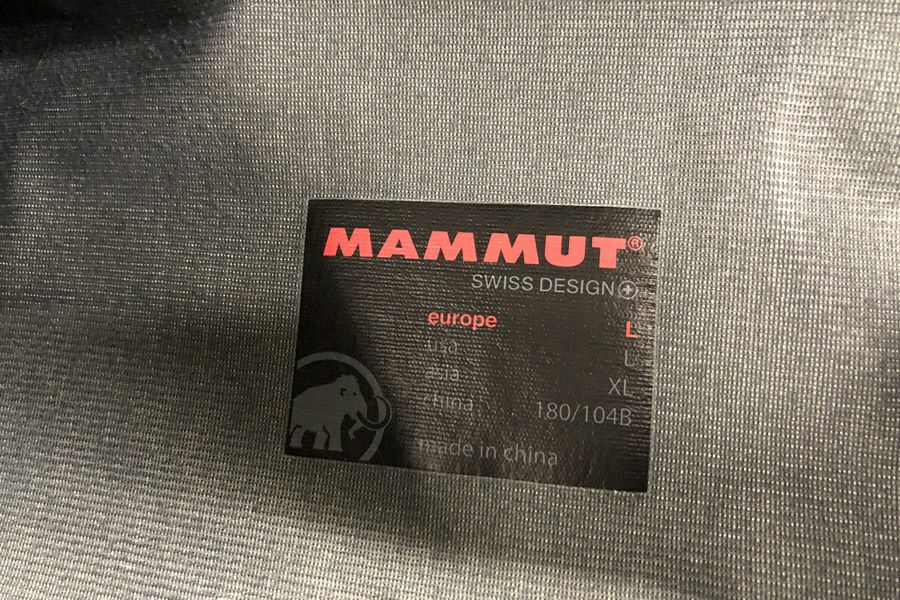 MAMMUT®
SWISS DESIGN
europe L
usa L
asia XL
china 180/104B
made in china